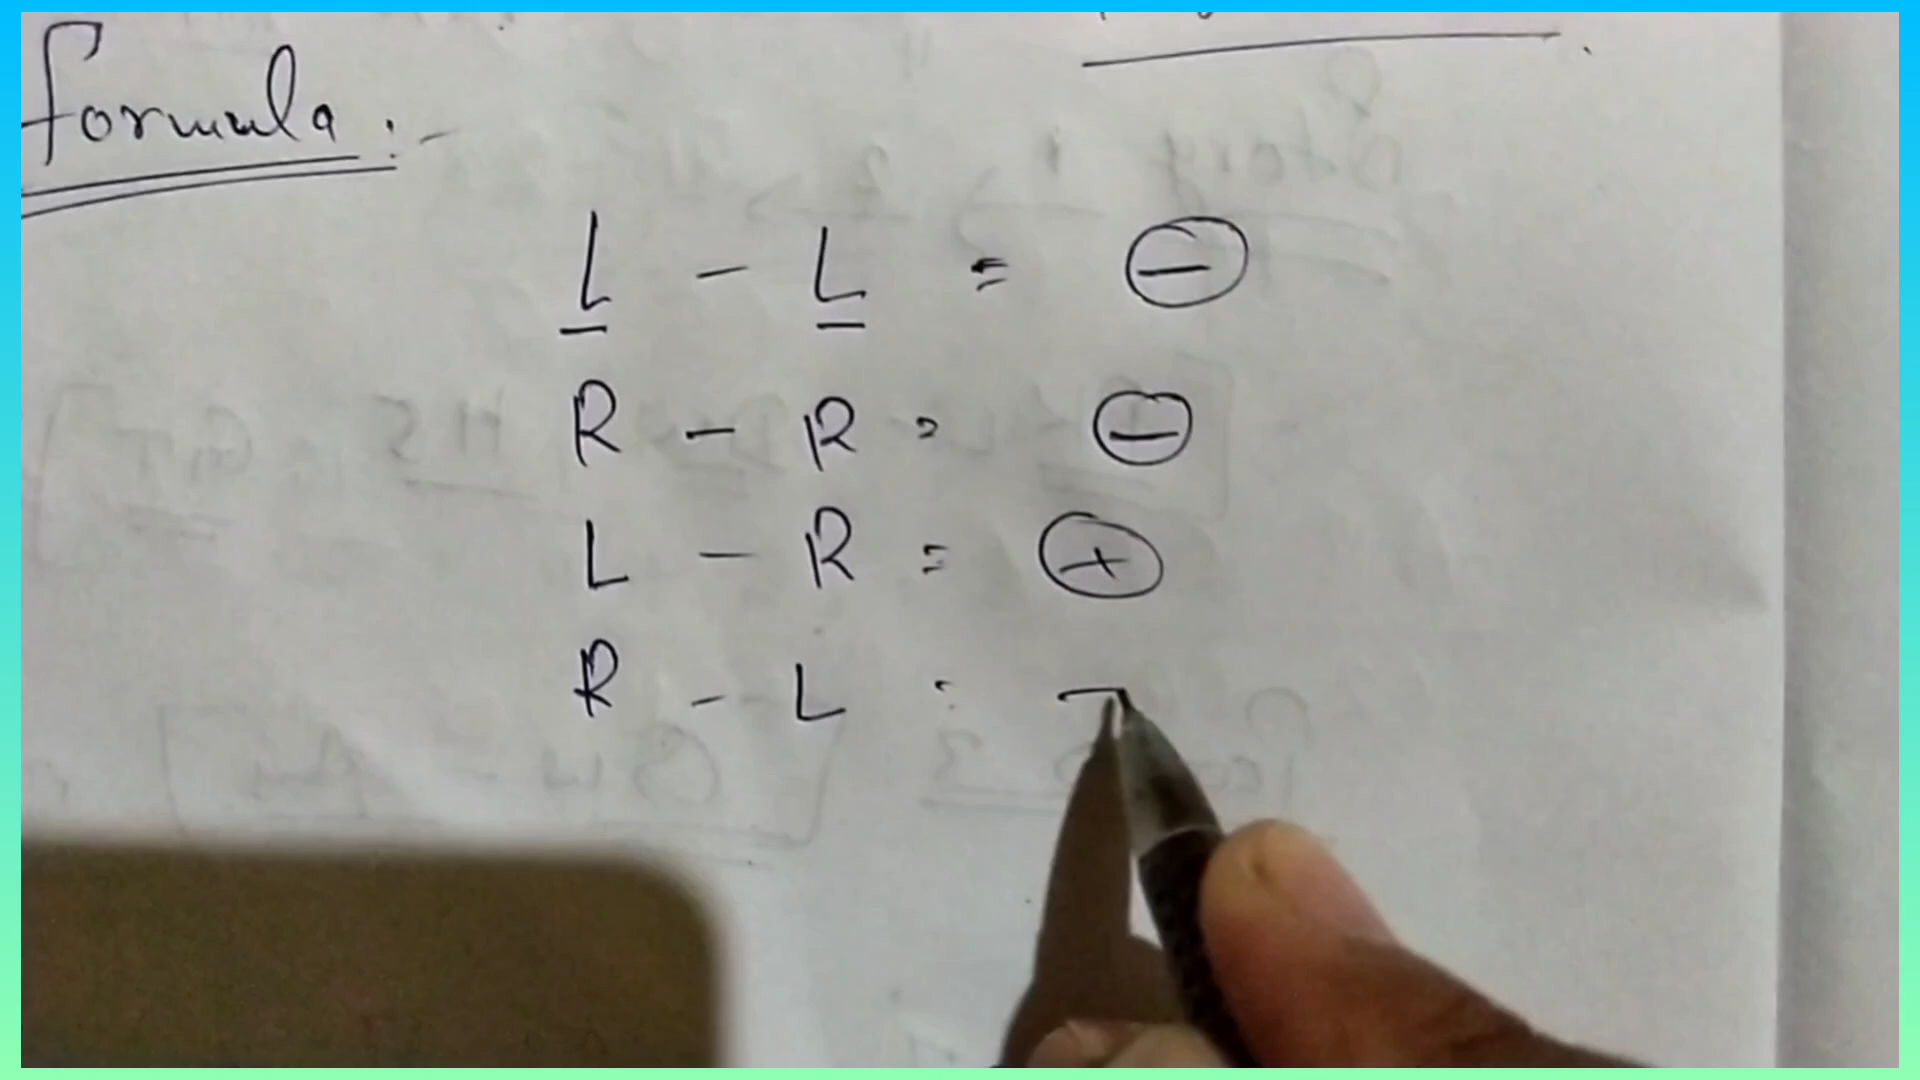 Formula :-
L - L = ⊖
R - R = ⊖
L - R = ⊕
R - L = -